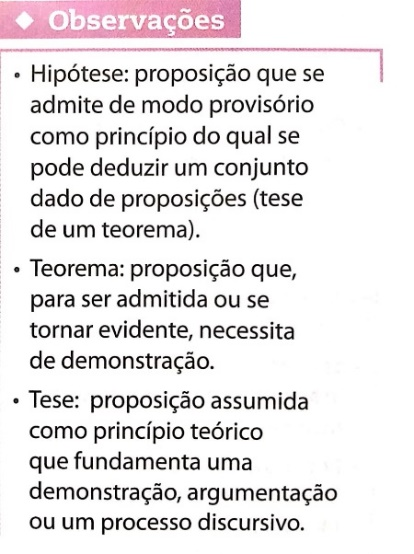 ◆ Observações
• Hipótese: proposição que se
admite de modo provisório
como princípio do qual se
pode deduzir um conjunto
dado de proposições (tese
de um teorema).
• Teorema: proposição que,
para ser admitida ou se
tornar evidente, necessita
de demonstração.
• Tese: proposição assumida
como princípio teórico
que fundamenta uma
demonstração, argumentação
ou um processo discursivo.